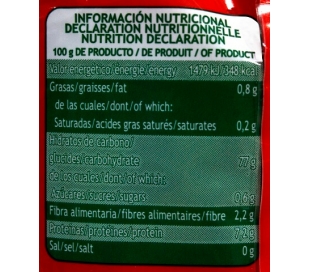 INFORMACIÓN NUTRICIONAL
DECLARATION NUTRITIONNELLE
NUTRITION DECLARATION
100 g DE PRODUCTO / DE PRODUIT / OF PRODUCT
Valor energetico/énergie/energy 1479 kJ/348 kcal
Grasas/graisses/fat 0,8 g
de las cuales/dont/of which:
Saturadas/acides gras saturés/saturates 0,2 g
Hidratos de carbono/
glucides/carbohydrate 77 g
de los cuales/dont/of which:
Azúcares/sucres/sugars 0,6 g
Fibra alimentaria/fibres alimentaires/fibre 2,2 g
Proteínas/protéines/protein 7,2 g
Sal/sel/salt 0 g